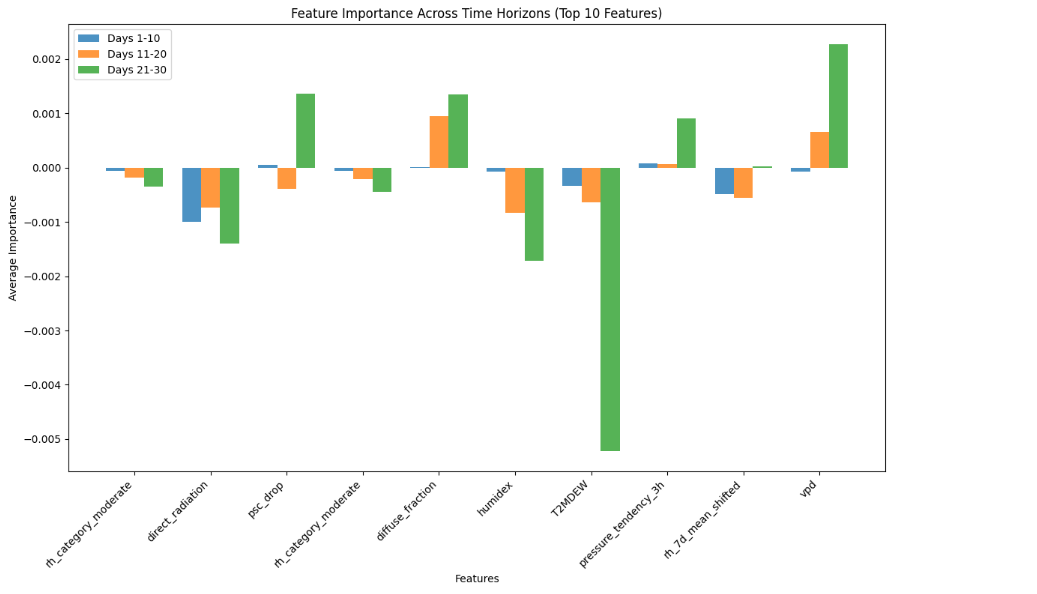 Feature Importance Across Time Horizons (Top 10 Features)
Days 1-10
Days 11-20
Days 21-30
0.002
0.001
0.000
−0.001
−0.002
−0.003
−0.004
−0.005
Average Importance
rh_category_moderate
direct_radiation
psc_drop
rh_category_moderate
diffuse_fraction
humidex
T2MDEW
pressure_tendency_3h
rh_7d_mean_shifted
vpd
Features